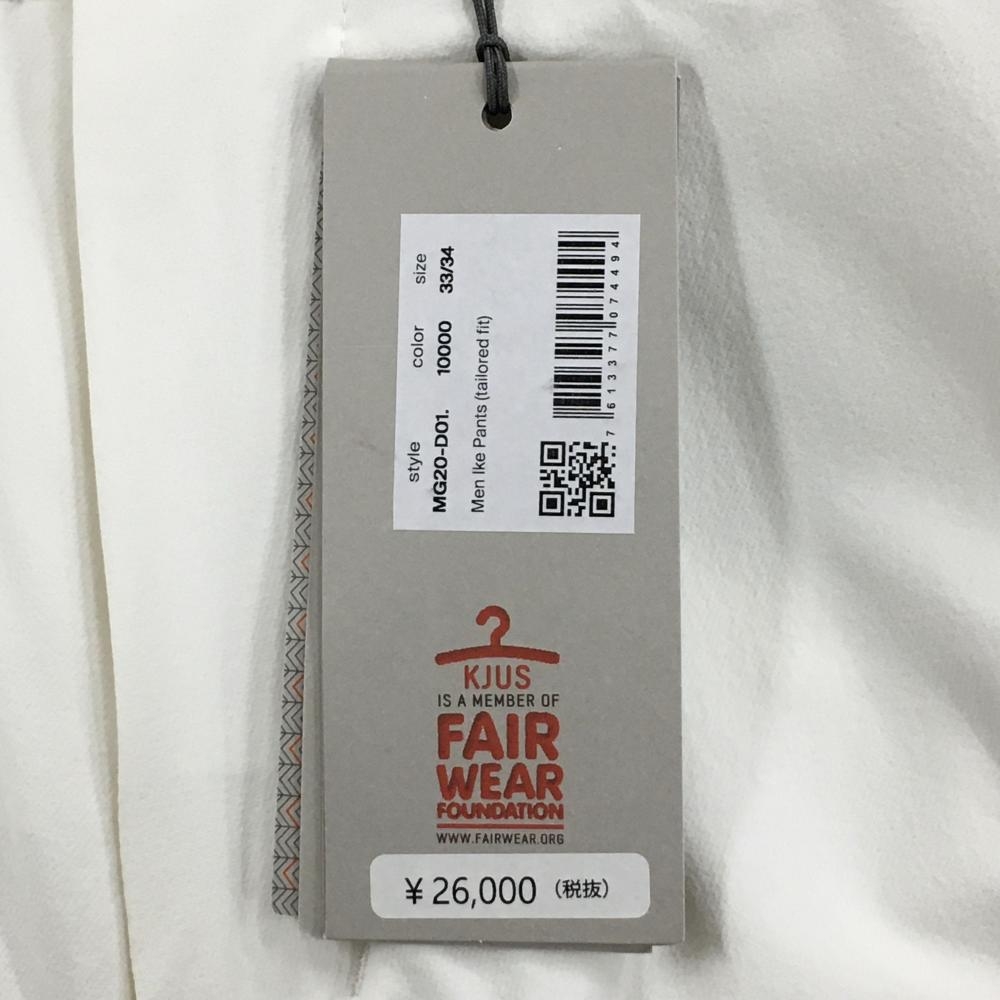 style color size
MG20-D01. 10000 33/34
Men Ike Pants (tailored fit)
7 613377 074494
KJUS
IS A MEMBER OF
FAIR
WEAR
FOUNDATION
WWW.FAIRWEAR.ORG
¥26,000 (税抜)